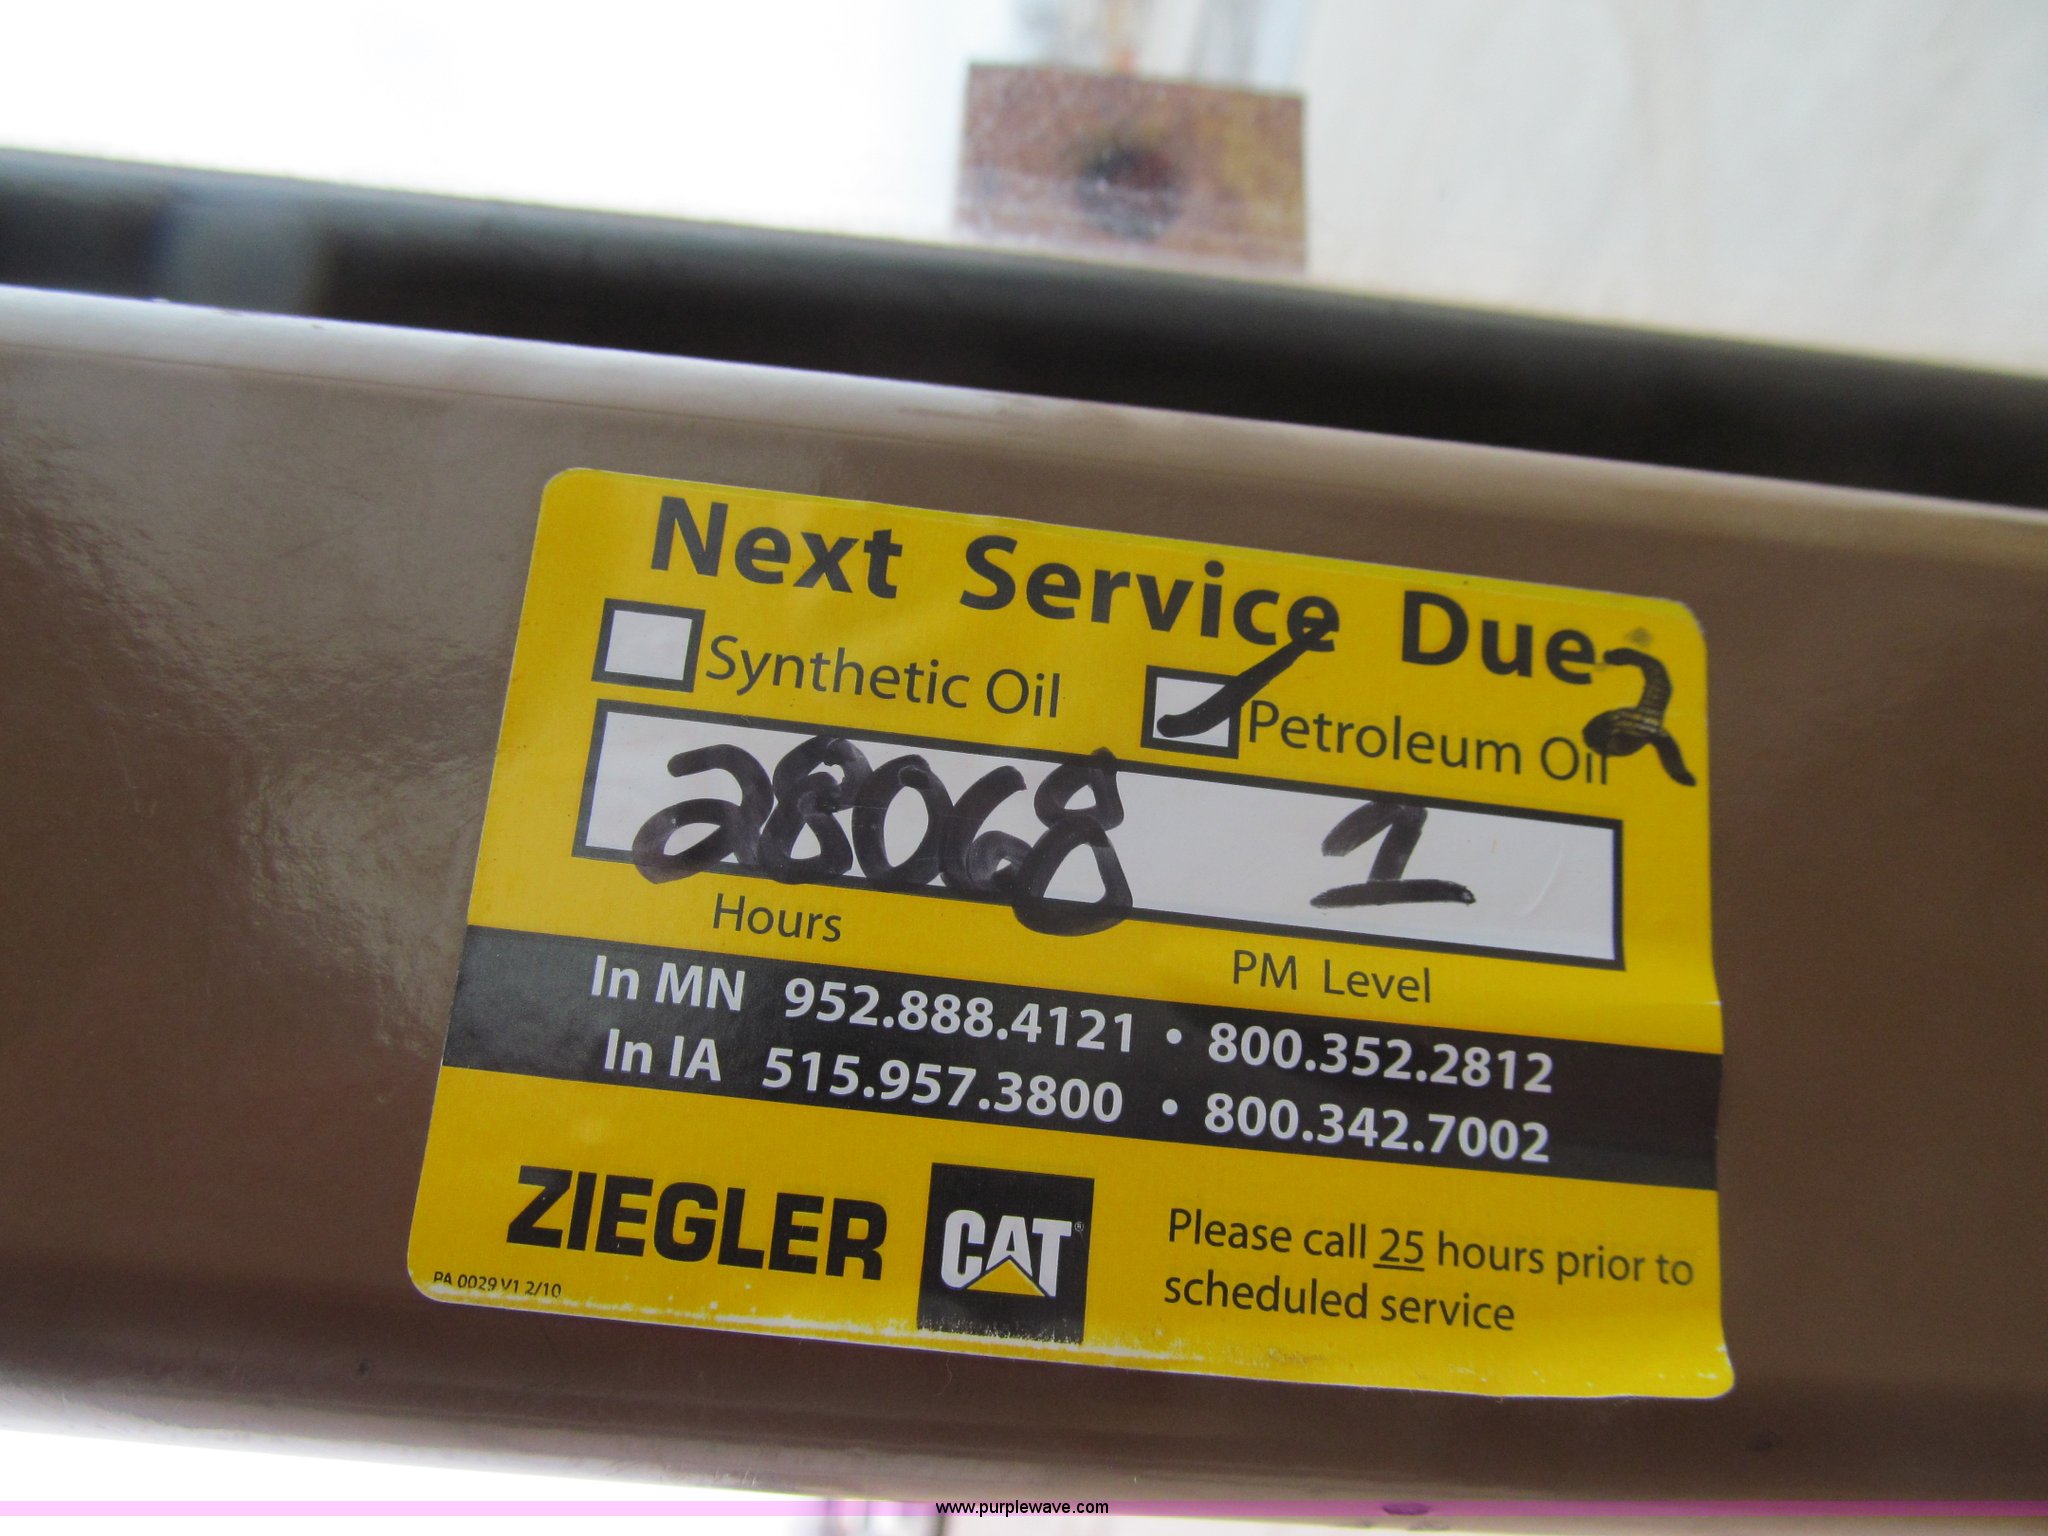 Next Service Due 2
Synthetic Oil Petroleum Oil
28068 1
Hours PM Level
In MN 952.888.4121 • 800.352.2812
In IA 515.957.3800 • 800.342.7002
ZIEGLER CAT®
Please call 25 hours prior to
scheduled service
PA 0029 V1 2/10
www.purplewave.com